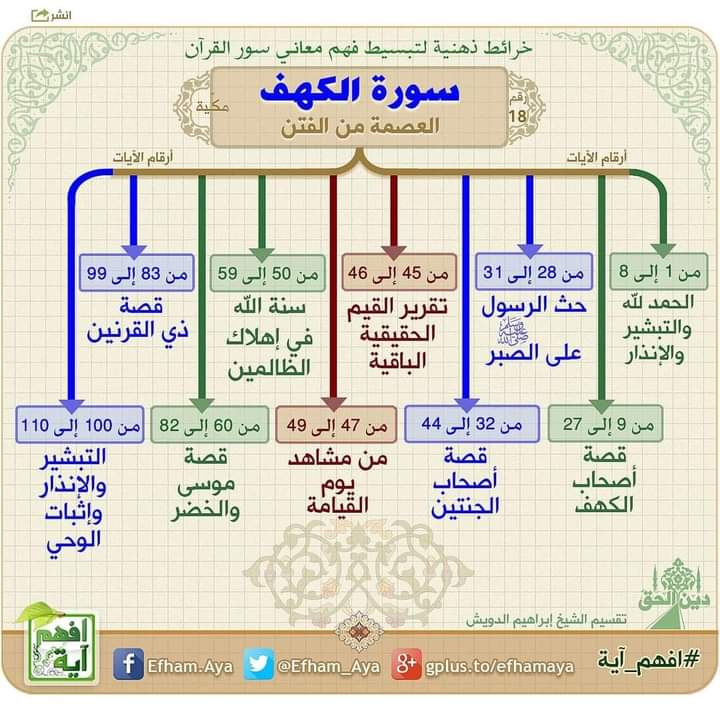 انشر
خرائط ذهنية لتبسيط فهم معاني سور القرآن
رقم
18
سورة الكهف
مكية
العصمة من الفتن
أرقام الآيات
أرقام الآيات
من 1 إلى 8
الحمد لله
والتبشير
والإنذار
من 9 إلى 27
قصة
أصحاب
الكهف
من 28 إلى 31
حث الرسول
ﷺ
على الصبر
من 32 إلى 44
قصة
أصحاب
الجنتين
من 45 إلى 46
تقرير القيم
الحقيقية
الباقية
من 47 إلى 49
من مشاهد
يوم
القيامة
من 50 إلى 59
سنة الله
في إهلاك
الظالمين
من 60 إلى 82
قصة
موسى
والخضر
من 83 إلى 99
قصة
ذي القرنين
من 100 إلى 110
التبشير
والإنذار
وإثبات
الوحي
دين الحق
تقسيم الشيخ إبراهيم الدويش
#افهم_آية
gplus.to/efhamaya
@Efham_Aya
Efham.Aya
افهم
آية